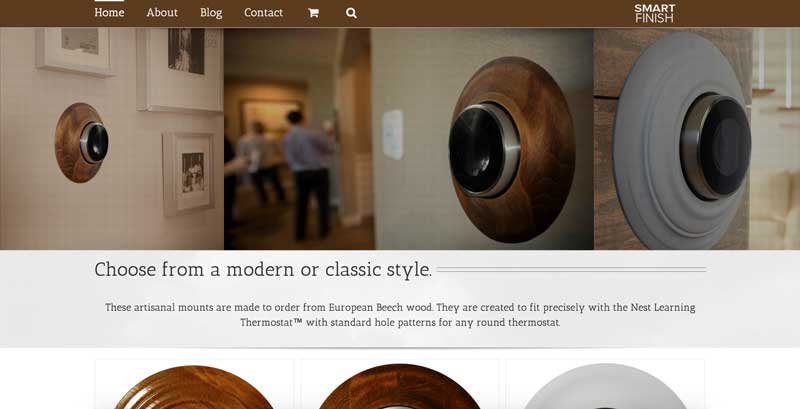 Home About Blog Contact
SMART
FINISH
Choose from a modern or classic style.
These artisanal mounts are made to order from European Beech wood. They are created to fit precisely with the Nest Learning
Thermostat™ with standard hole patterns for any round thermostat.